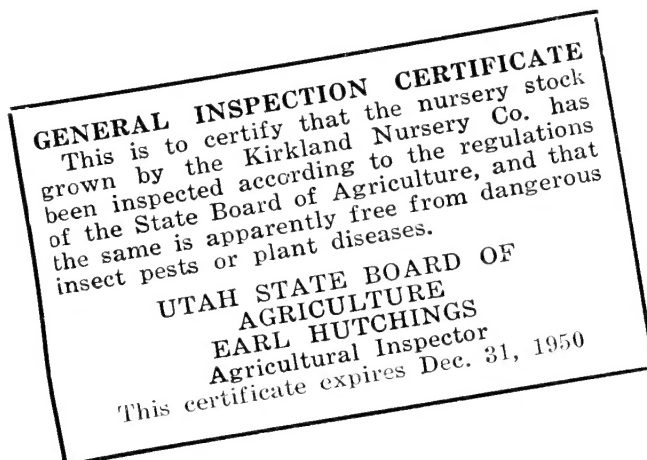 GENERAL INSPECTION CERTIFICATE
This is to certify that the nursery stock
grown by the Kirkland Nursery Co. has
been inspected according to the regulations
of the State Board of Agriculture, and that
the same is apparently free from dangerous
insect pests or plant diseases.
UTAH STATE BOARD OF
AGRICULTURE
EARL HUTCHINGS
Agricultural Inspector
This certificate expires Dec. 31, 1950